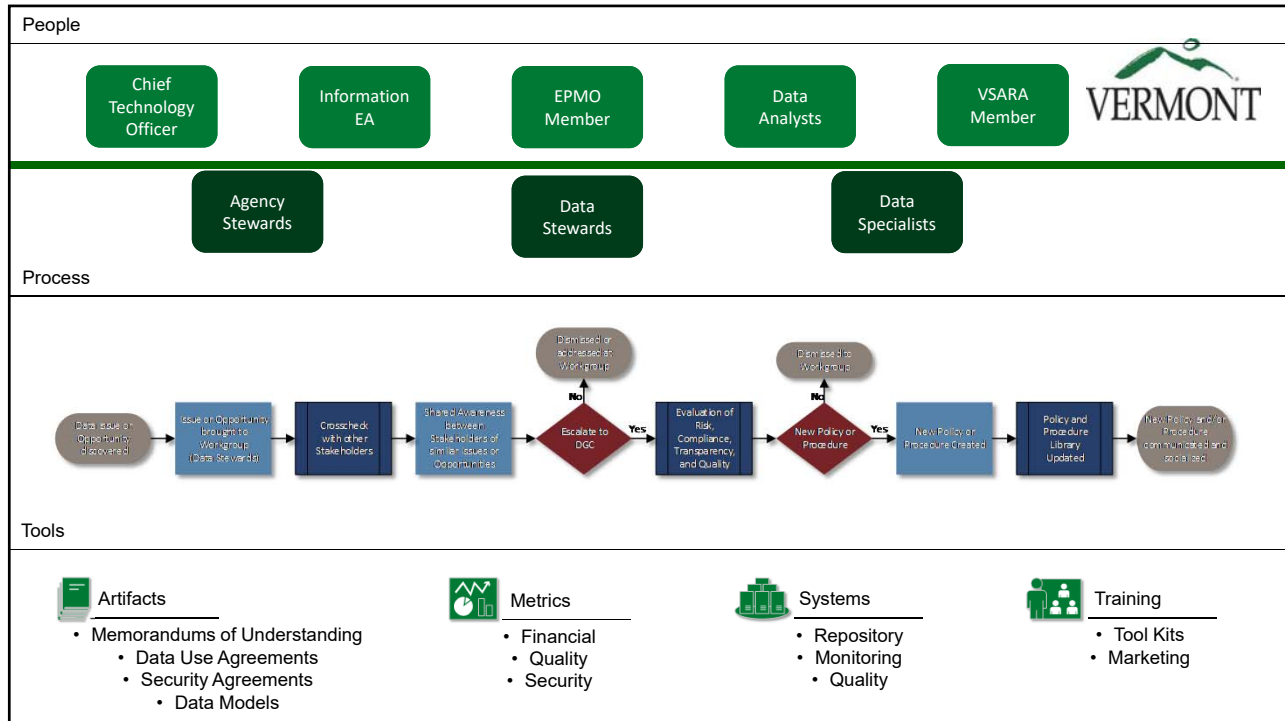 People
Chief
Technology
Officer
Information
EA
EPMO
Member
Data
Analysts
VSARA
Member
VERMONT
Agency
Stewards
Data
Stewards
Data
Specialists
Process
Data Issue or
Opportunity
discovered
Issue or Opportunity
brought to
Workgroup
(Data Stewards)
Crosscheck
with other
Stakeholders
Shared Awareness
between
Stakeholders of
similar Issues or
Opportunities
Dismissed or
addressed at
Workgroup
No
Escalate to
DGC
Yes
Evaluation of
Risk,
Compliance,
Transparency,
and Quality
Dismissed to
Workgroup
No
New Policy or
Procedure
Yes
New Policy or
Procedure Created
Policy and
Procedure
Library
Updated
New Policy and/or
Procedure
communicated and
socialized
Tools
Artifacts
• Memorandums of Understanding
• Data Use Agreements
• Security Agreements
• Data Models
Metrics
• Financial
• Quality
• Security
Systems
• Repository
• Monitoring
• Quality
Training
• Tool Kits
• Marketing